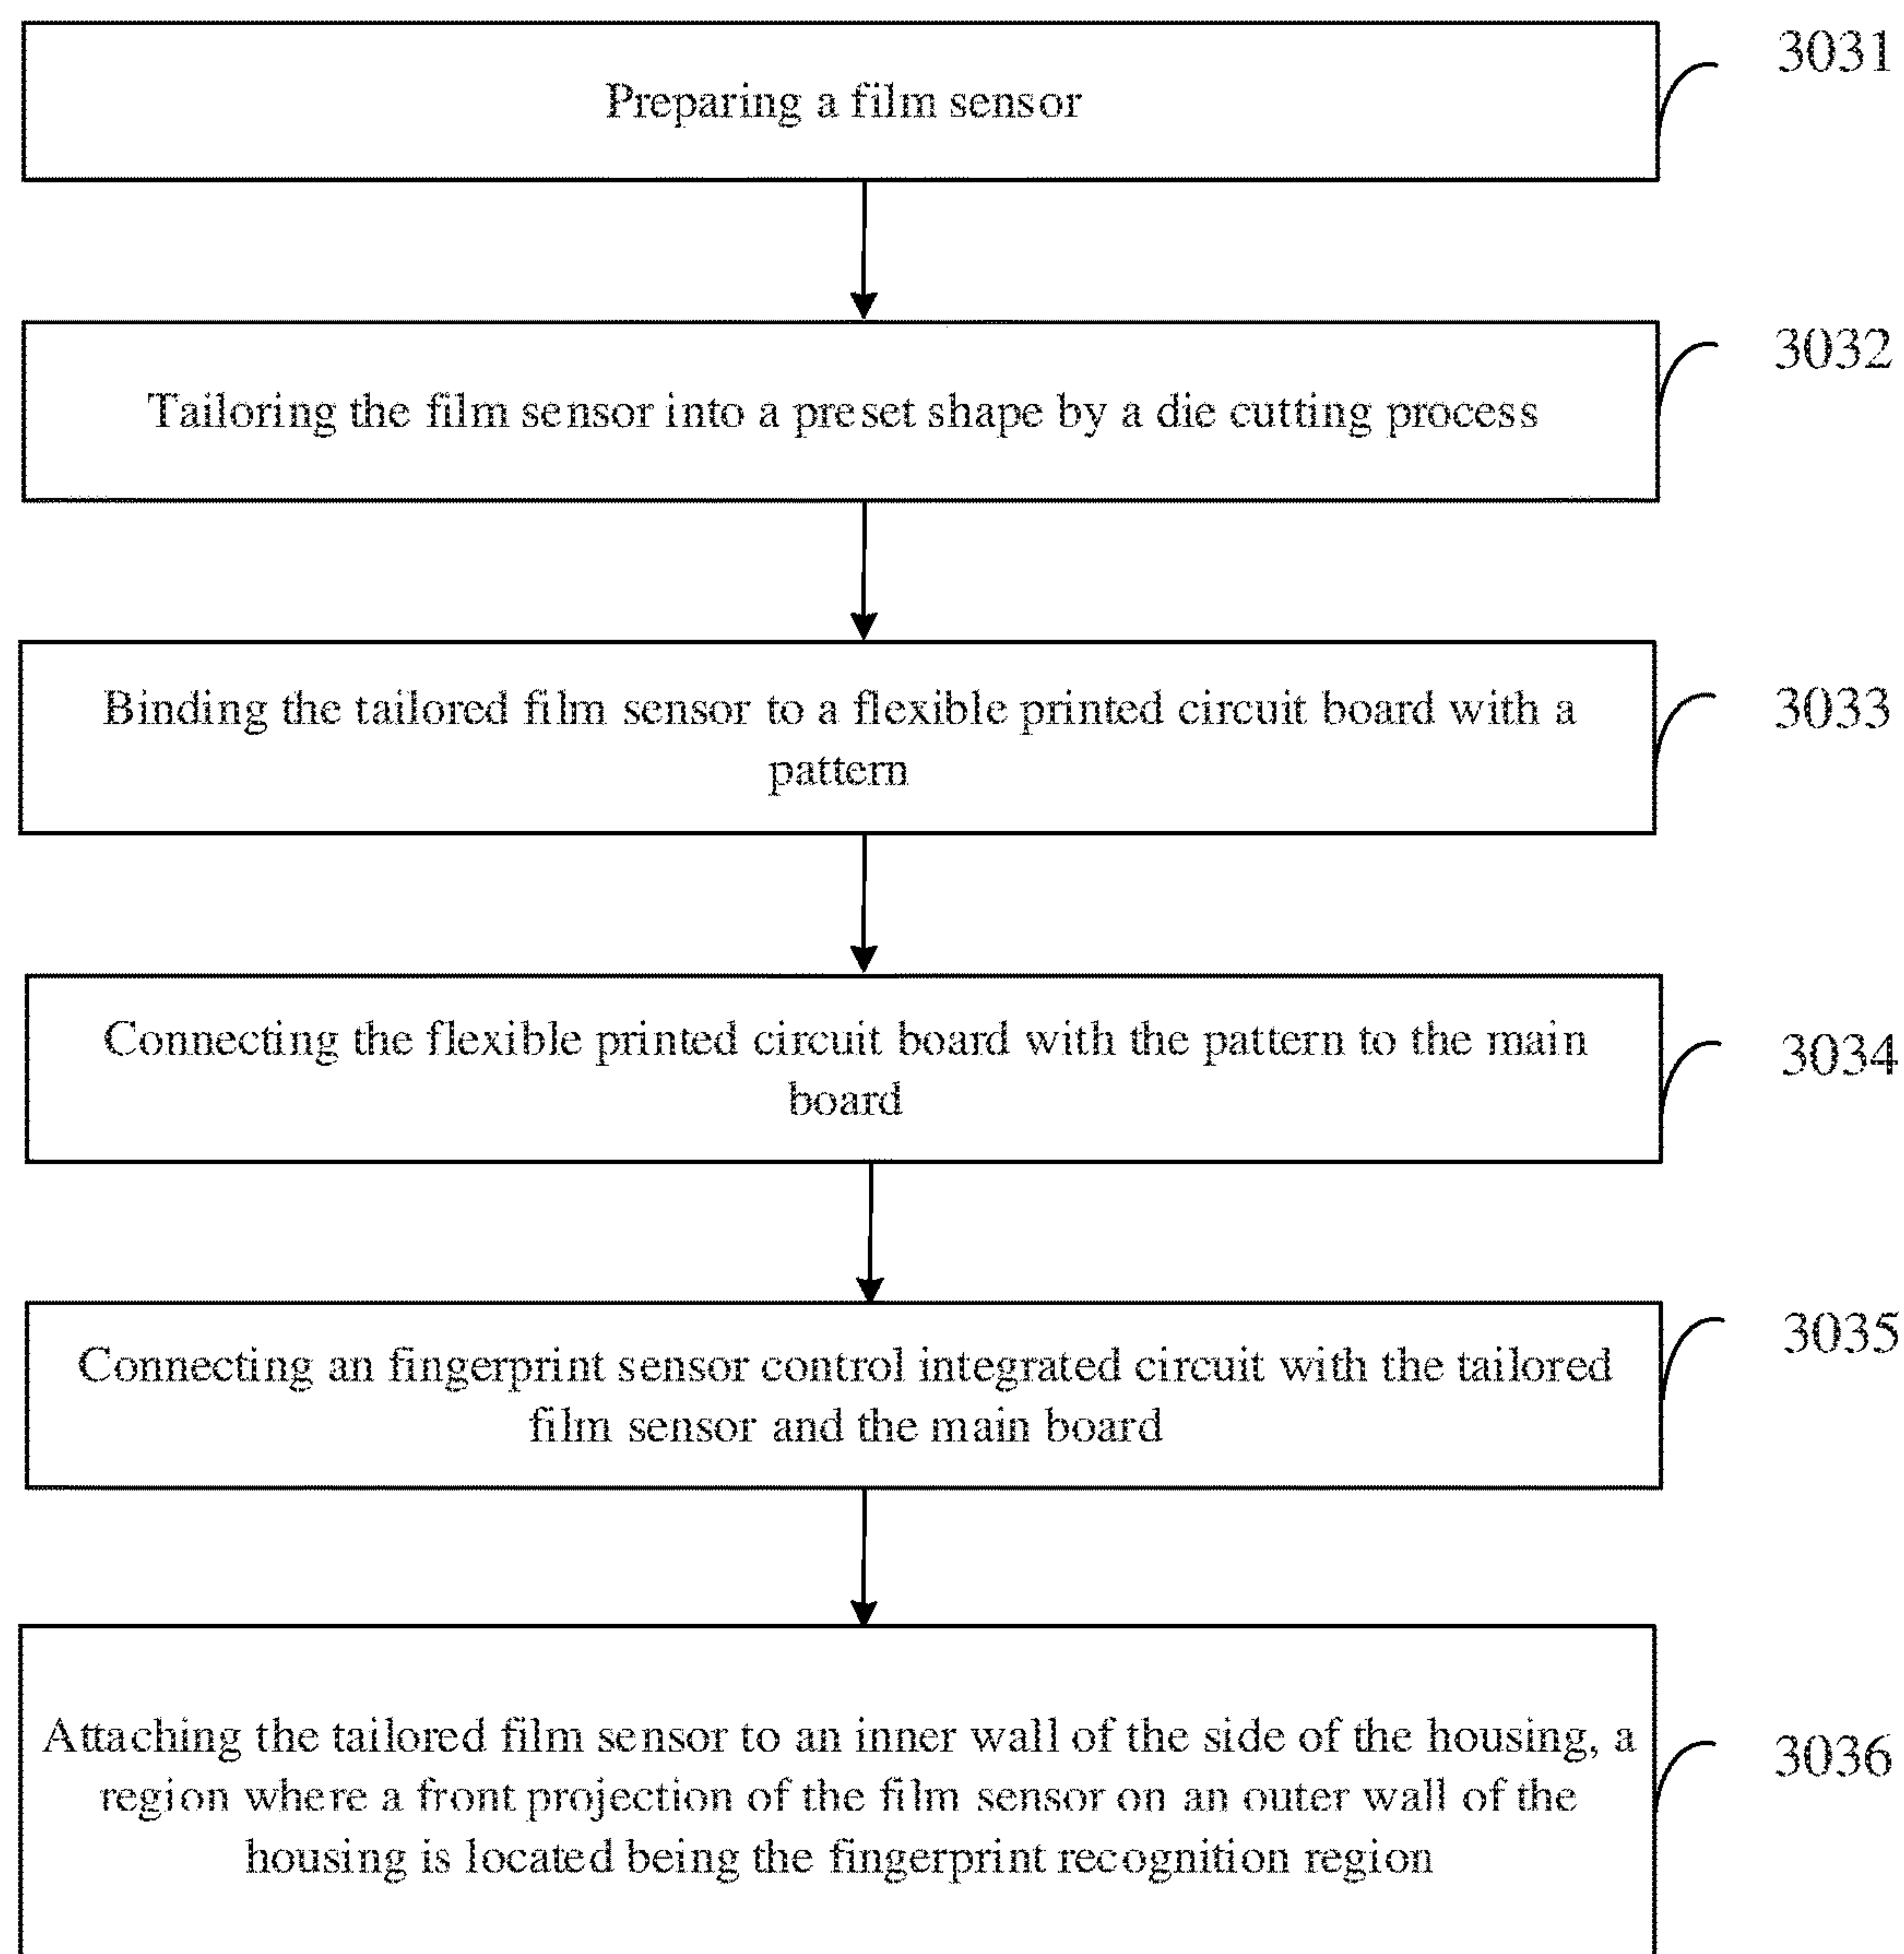 3031
Preparing a film sensor
3032
Tailoring the film sensor into a preset shape by a die cutting process
3033
Binding the tailored film sensor to a flexible printed circuit board with a
pattern
3034
Connecting the flexible printed circuit board with the pattern to the main
board
3035
Connecting an fingerprint sensor control integrated circuit with the tailored
film sensor and the main board
3036
Attaching the tailored film sensor to an inner wall of the side of the housing, a
region where a front projection of the film sensor on an outer wall of the
housing is located being the fingerprint recognition region